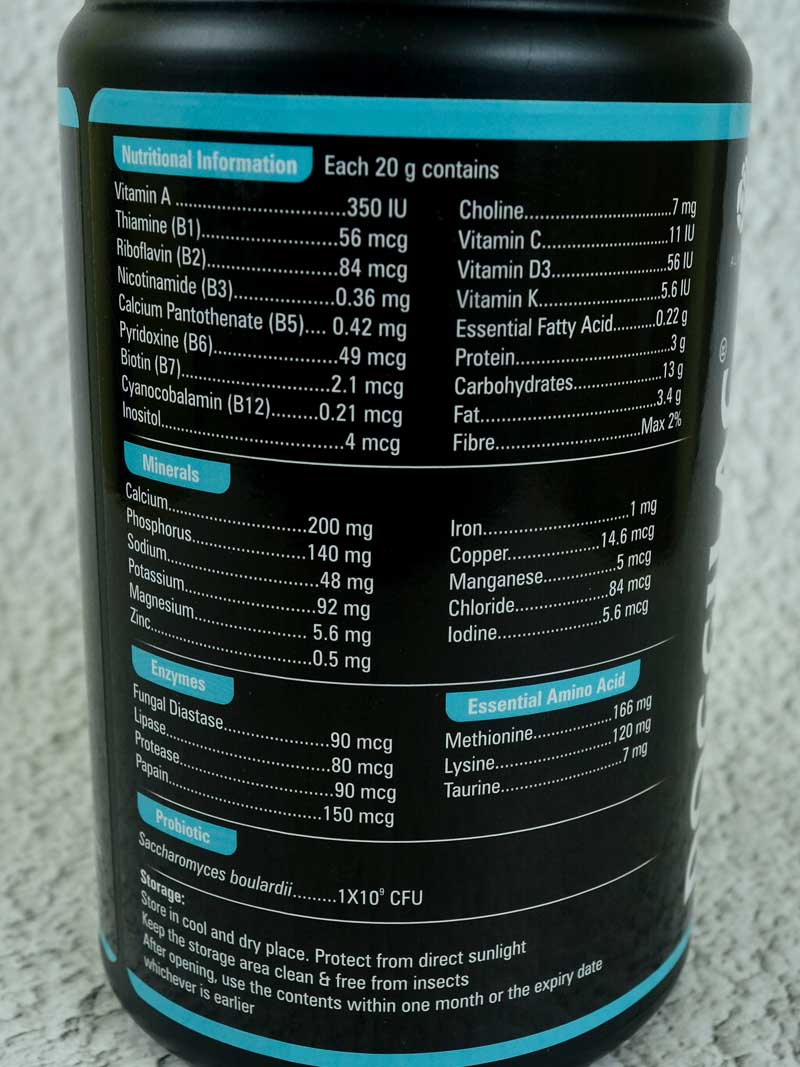 Nutritional Information Each 20 g contains
Vitamin A ..........350 IU
Thiamine (B1)..........56 mcg
Riboflavin (B2)..........84 mcg
Nicotinamide (B3)..........0.36 mg
Calcium Pantothenate (B5).... 0.42 mg
Pyridoxine (B6)..........49 mcg
Biotin (B7)..........2.1 mcg
Cyanocobalamin (B12)........0.21 mcg
Inositol..........4 mcg
Choline..........7 mg
Vitamin C..........11 IU
Vitamin D3..........56 IU
Vitamin K..........5.6 IU
Essential Fatty Acid..........0.22 g
Protein..........3 g
Carbohydrates..........13 g
Fat..........3.4 g
Fibre..........Max 2%
Minerals
Calcium..........200 mg
Phosphorus..........140 mg
Sodium..........48 mg
Potassium..........92 mg
Magnesium.......... 5.6 mg
Zinc..........0.5 mg
Iron..........1 mg
Copper..........14.6 mcg
Manganese..........5 mcg
Chloride..........84 mcg
Iodine..........5.6 mcg
Enzymes
Fungal Diastase..........90 mcg
Lipase..........80 mcg
Protease..........90 mcg
Papain..........150 mcg
Essential Amino Acid
Methionine..........166 mg
Lysine..........120 mg
Taurine..........7 mg
Probiotic
Saccharomyces boulardii.........1X10⁹ CFU
Storage:
Store in cool and dry place. Protect from direct sunlight
Keep the storage area clean & free from insects
After opening, use the contents within one month or the expiry date
whichever is earlier